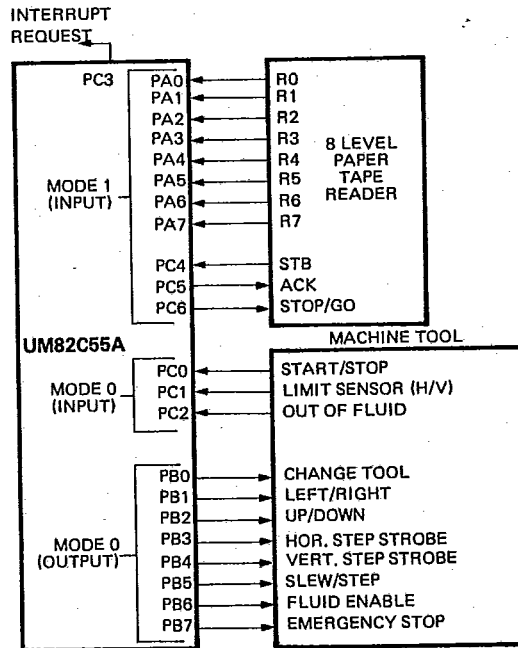 INTERRUPT
REQUEST
PC3
PA0 R0
PA1 R1
PA2 R2
PA3 R3
PA4 R4
PA5 R5
PA6 R6
PA7 R7
8 LEVEL
PAPER
TAPE
READER
MODE 1
(INPUT)
PC4 STB
PC5 ACK
PC6 STOP/GO
MACHINE TOOL
UM82C55A
MODE 0
(INPUT)
PC0 START/STOP
PC1 LIMIT SENSOR (H/V)
PC2 OUT OF FLUID
MODE 0
(OUTPUT)
PB0 CHANGE TOOL
PB1 LEFT/RIGHT
PB2 UP/DOWN
PB3 HOR. STEP STROBE
PB4 VERT. STEP STROBE
PB5 SLEW/STEP
PB6 FLUID ENABLE
PB7 EMERGENCY STOP